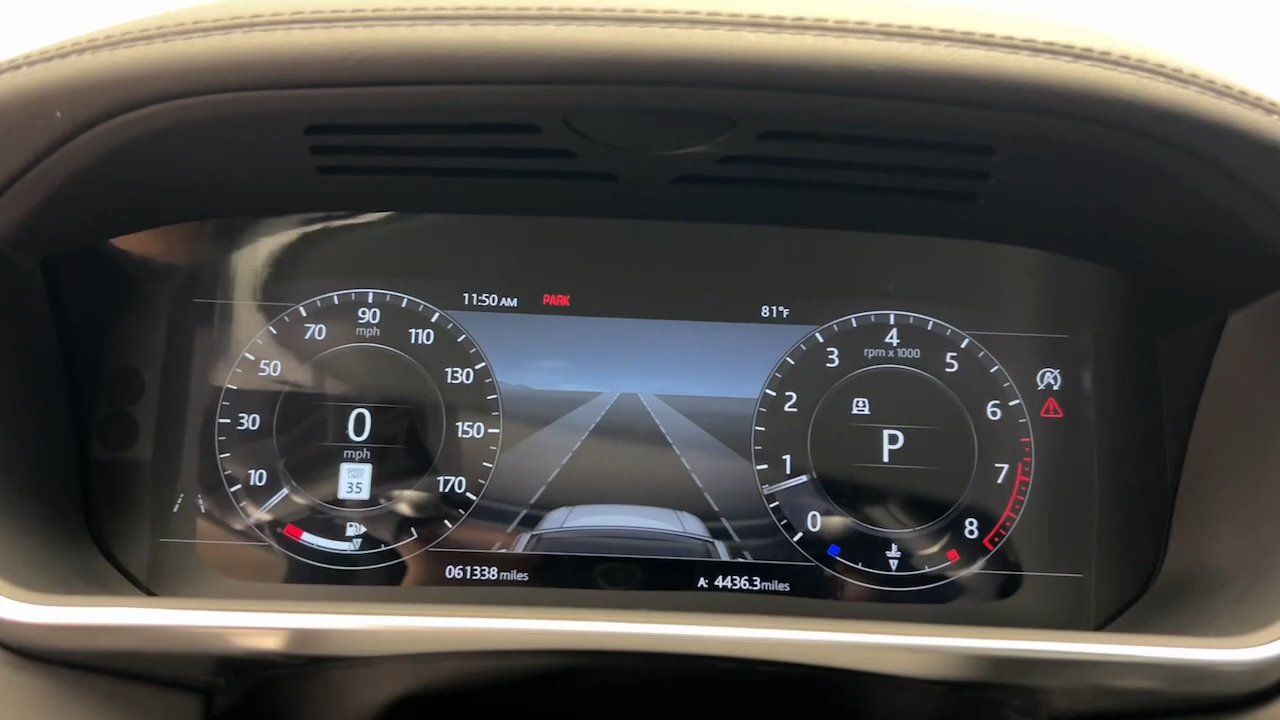 11:50 AM PARK 81°F
10 30 50 70 90 110 130 150 170
mph
0
mph
SPEED
LIMIT
35
0 1 2 3 4 5 6 7 8
rpm x 1000
P
A
061338 miles
A: 4436.3 miles